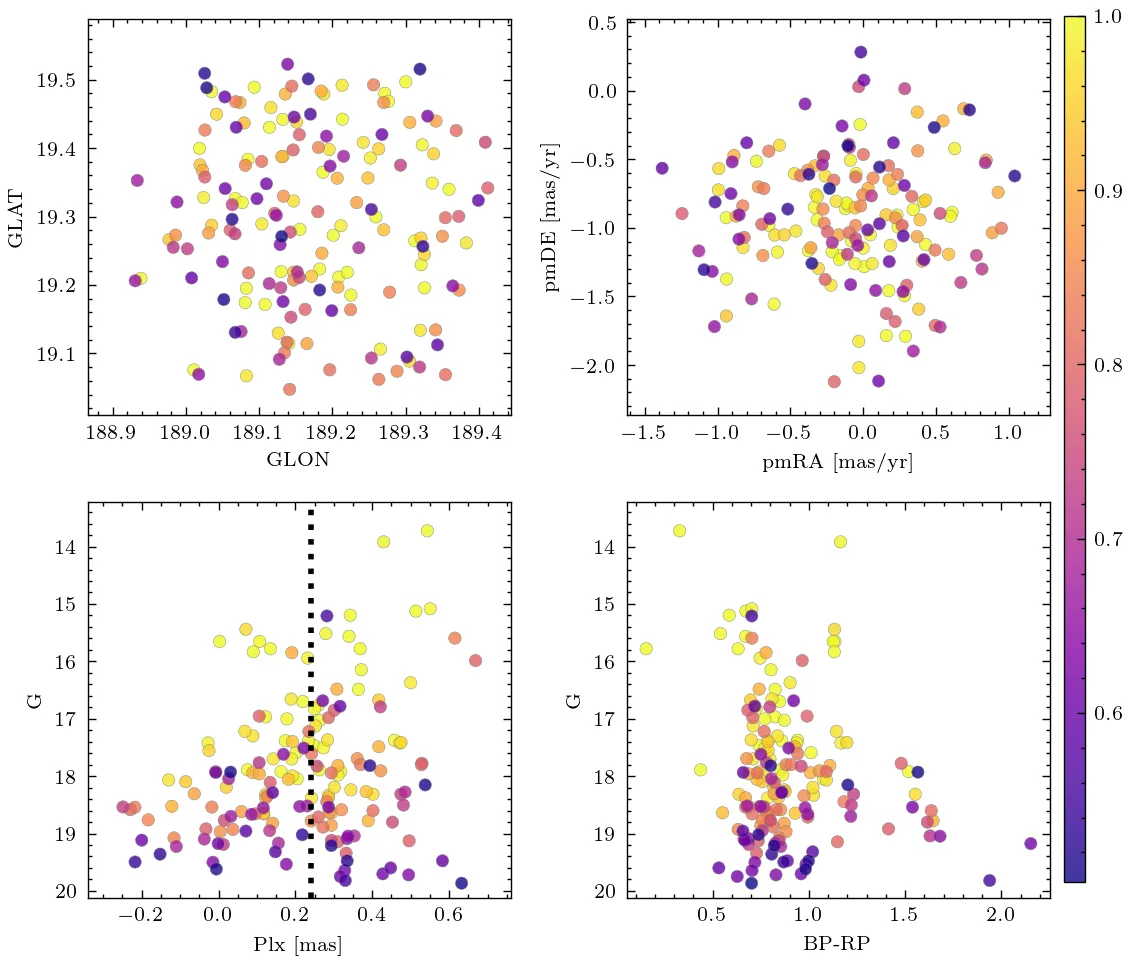 19.5
19.4
19.3
19.2
19.1
GLAT
188.9 189.0 189.1 189.2 189.3 189.4
GLON
0.5
0.0
−0.5
−1.0
−1.5
−2.0
pmDE [mas/yr]
−1.5 −1.0 −0.5 0.0 0.5 1.0
pmRA [mas/yr]
1.0
0.9
0.8
0.7
0.6
14
15
16
17
18
19
20
G
−0.2 0.0 0.2 0.4 0.6
Plx [mas]
14
15
16
17
18
19
20
G
0.5 1.0 1.5 2.0
BP-RP